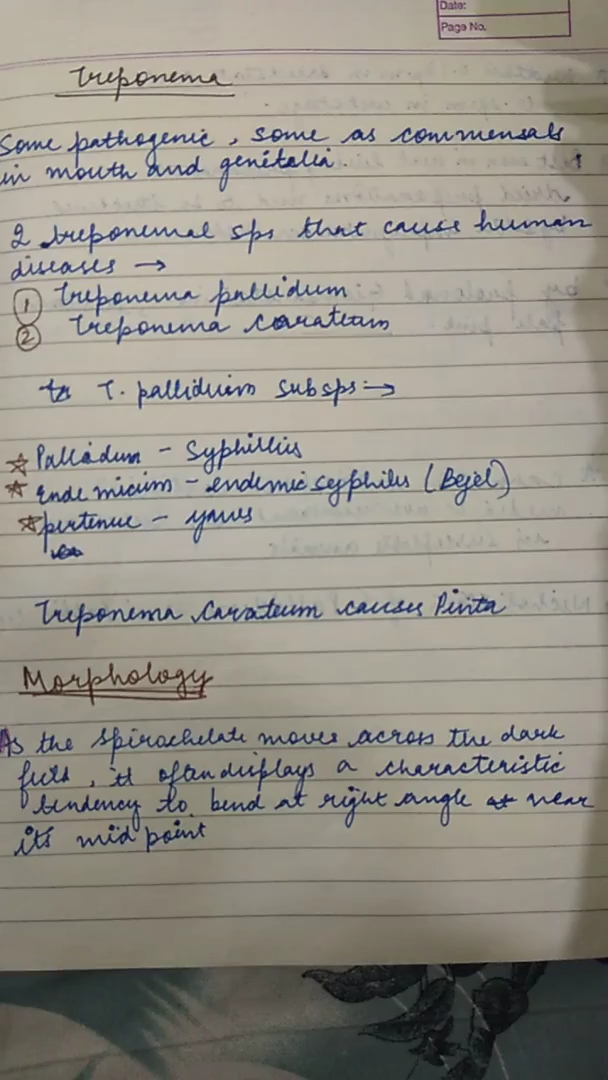 Date:
Page No.
Treponema
Some pathogenic, some as commensals
in mouth and genitalia.
2 treponemal sps that cause human
diseases →
① Treponema pallidum
② Treponema carateum
T. pallidum subsps →
☆ Palladum - Syphillis
☆ Endemicum - endemic syphilis (Bejel)
☆ pertenue - yaws
Treponema carateum causes Pinta
Morphology
As the spirochelate moves across the dark
field, it often displays a characteristic
tendency to bend at right angle near
its mid point